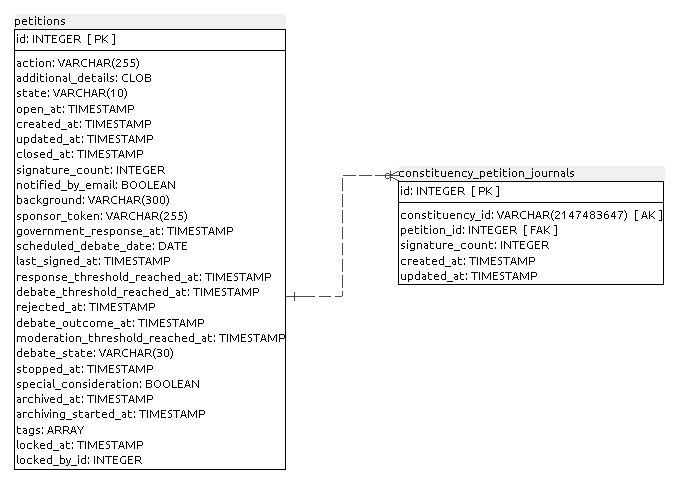 petitions
id: INTEGER [ PK ]
action: VARCHAR(255)
additional_details: CLOB
state: VARCHAR(10)
open_at: TIMESTAMP
created_at: TIMESTAMP
updated_at: TIMESTAMP
closed_at: TIMESTAMP
signature_count: INTEGER
notified_by_email: BOOLEAN
background: VARCHAR(300)
sponsor_token: VARCHAR(255)
government_response_at: TIMESTAMP
scheduled_debate_date: DATE
last_signed_at: TIMESTAMP
response_threshold_reached_at: TIMESTAMP
debate_threshold_reached_at: TIMESTAMP
rejected_at: TIMESTAMP
debate_outcome_at: TIMESTAMP
moderation_threshold_reached_at: TIMESTAMP
debate_state: VARCHAR(30)
stopped_at: TIMESTAMP
special_consideration: BOOLEAN
archived_at: TIMESTAMP
archiving_started_at: TIMESTAMP
tags: ARRAY
locked_at: TIMESTAMP
locked_by_id: INTEGER
constituency_petition_journals
id: INTEGER [ PK ]
constituency_id: VARCHAR(2147483647) [ AK ]
petition_id: INTEGER [ FAK ]
signature_count: INTEGER
created_at: TIMESTAMP
updated_at: TIMESTAMP